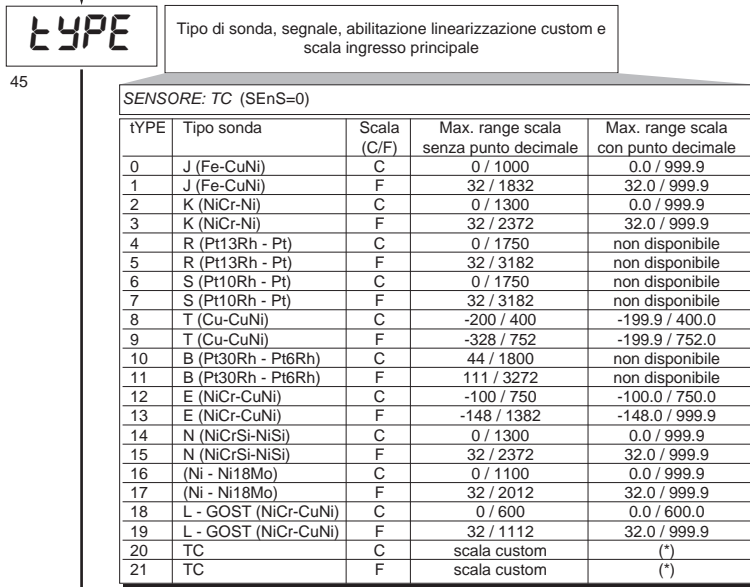 tYPE
Tipo di sonda, segnale, abilitazione linearizzazione custom e
scala ingresso principale
45
SENSORE: TC (SEnS=0)
tYPE Tipo sonda Scala (C/F) Max. range scala senza punto decimale Max. range scala con punto decimale
0 J (Fe-CuNi) C 0 / 1000 0.0 / 999.9
1 J (Fe-CuNi) F 32 / 1832 32.0 / 999.9
2 K (NiCr-Ni) C 0 / 1300 0.0 / 999.9
3 K (NiCr-Ni) F 32 / 2372 32.0 / 999.9
4 R (Pt13Rh - Pt) C 0 / 1750 non disponibile
5 R (Pt13Rh - Pt) F 32 / 3182 non disponibile
6 S (Pt10Rh - Pt) C 0 / 1750 non disponibile
7 S (Pt10Rh - Pt) F 32 / 3182 non disponibile
8 T (Cu-CuNi) C -200 / 400 -199.9 / 400.0
9 T (Cu-CuNi) F -328 / 752 -199.9 / 752.0
10 B (Pt30Rh - Pt6Rh) C 44 / 1800 non disponibile
11 B (Pt30Rh - Pt6Rh) F 111 / 3272 non disponibile
12 E (NiCr-CuNi) C -100 / 750 -100.0 / 750.0
13 E (NiCr-CuNi) F -148 / 1382 -148.0 / 999.9
14 N (NiCrSi-NiSi) C 0 / 1300 0.0 / 999.9
15 N (NiCrSi-NiSi) F 32 / 2372 32.0 / 999.9
16 (Ni - Ni18Mo) C 0 / 1100 0.0 / 999.9
17 (Ni - Ni18Mo) F 32 / 2012 32.0 / 999.9
18 L - GOST (NiCr-CuNi) C 0 / 600 0.0 / 600.0
19 L - GOST (NiCr-CuNi) F 32 / 1112 32.0 / 999.9
20 TC C scala custom (*)
21 TC F scala custom (*)